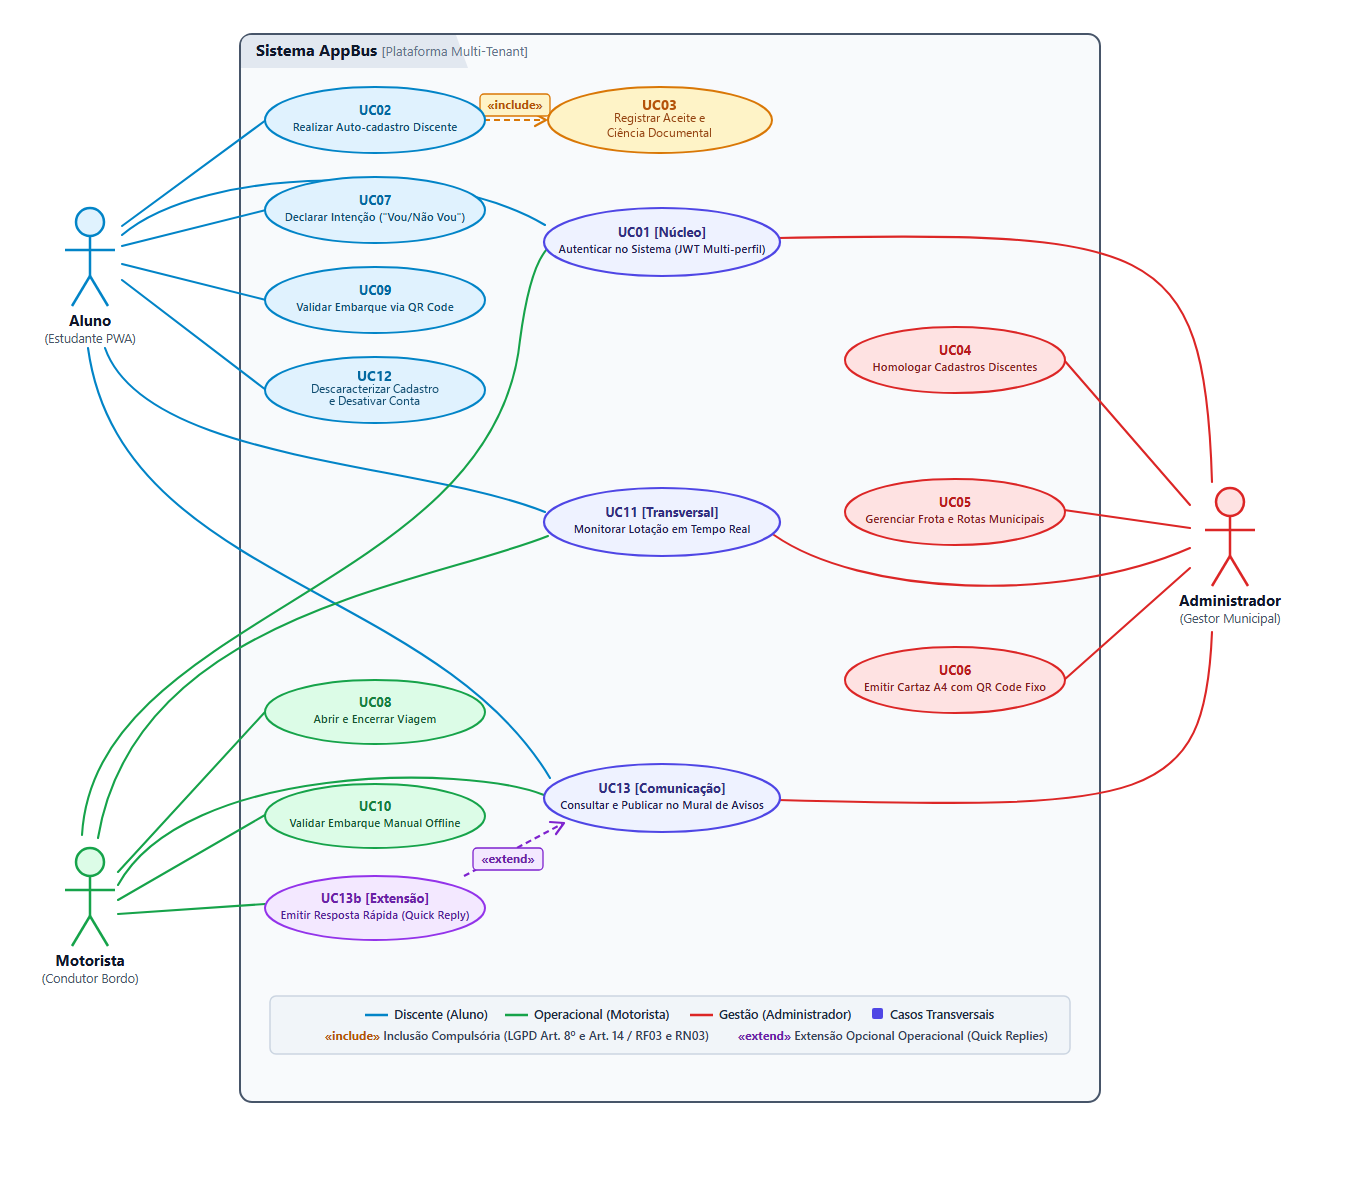 Sistema AppBus [Plataforma Multi-Tenant]
UC02
Realizar Auto-cadastro Discente
«include»
UC03
Registrar Aceite e
Ciência Documental
UC07
Declarar Intenção ("Vou/Não Vou")
UC01 [Núcleo]
Autenticar no Sistema (JWT Multi-perfil)
UC09
Validar Embarque via QR Code
Aluno
(Estudante PWA)
UC04
Homologar Cadastros Discentes
UC12
Descaracterizar Cadastro
e Desativar Conta
UC11 [Transversal]
Monitorar Lotação em Tempo Real
UC05
Gerenciar Frota e Rotas Municipais
Administrador
(Gestor Municipal)
UC06
Emitir Cartaz A4 com QR Code Fixo
UC08
Abrir e Encerrar Viagem
UC13 [Comunicação]
Consultar e Publicar no Mural de Avisos
UC10
Validar Embarque Manual Offline
«extend»
UC13b [Extensão]
Emitir Resposta Rápida (Quick Reply)
Motorista
(Condutor Bordo)
Discente (Aluno)
Operacional (Motorista)
Gestão (Administrador)
Casos Transversais
«include» Inclusão Compulsória (LGPD Art. 8º e Art. 14 / RF03 e RN03)
«extend» Extensão Opcional Operacional (Quick Replies)